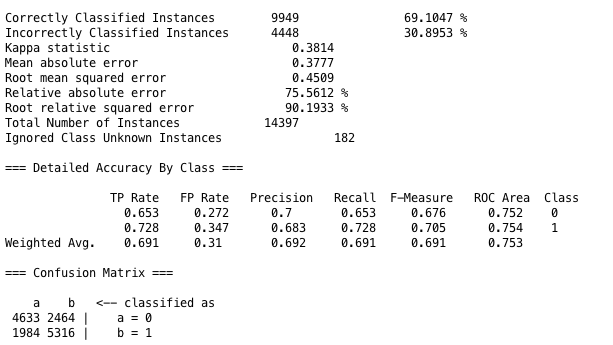 Correctly Classified Instances        9949               69.1047 %
Incorrectly Classified Instances      4448               30.8953 %
Kappa statistic                          0.3814
Mean absolute error                      0.3777
Root mean squared error                  0.4509
Relative absolute error                 75.5612 %
Root relative squared error             90.1933 %
Total Number of Instances            14397
Ignored Class Unknown Instances                182
=== Detailed Accuracy By Class ===
TP Rate   FP Rate   Precision   Recall  F-Measure   ROC Area  Class
0.653     0.272      0.7       0.653     0.676      0.752    0
0.728     0.347      0.683     0.728     0.705      0.754    1
Weighted Avg.    0.691     0.31       0.692     0.691     0.691      0.753
=== Confusion Matrix ===
a    b   <-- classified as
4633 2464 |    a = 0
1984 5316 |    b = 1